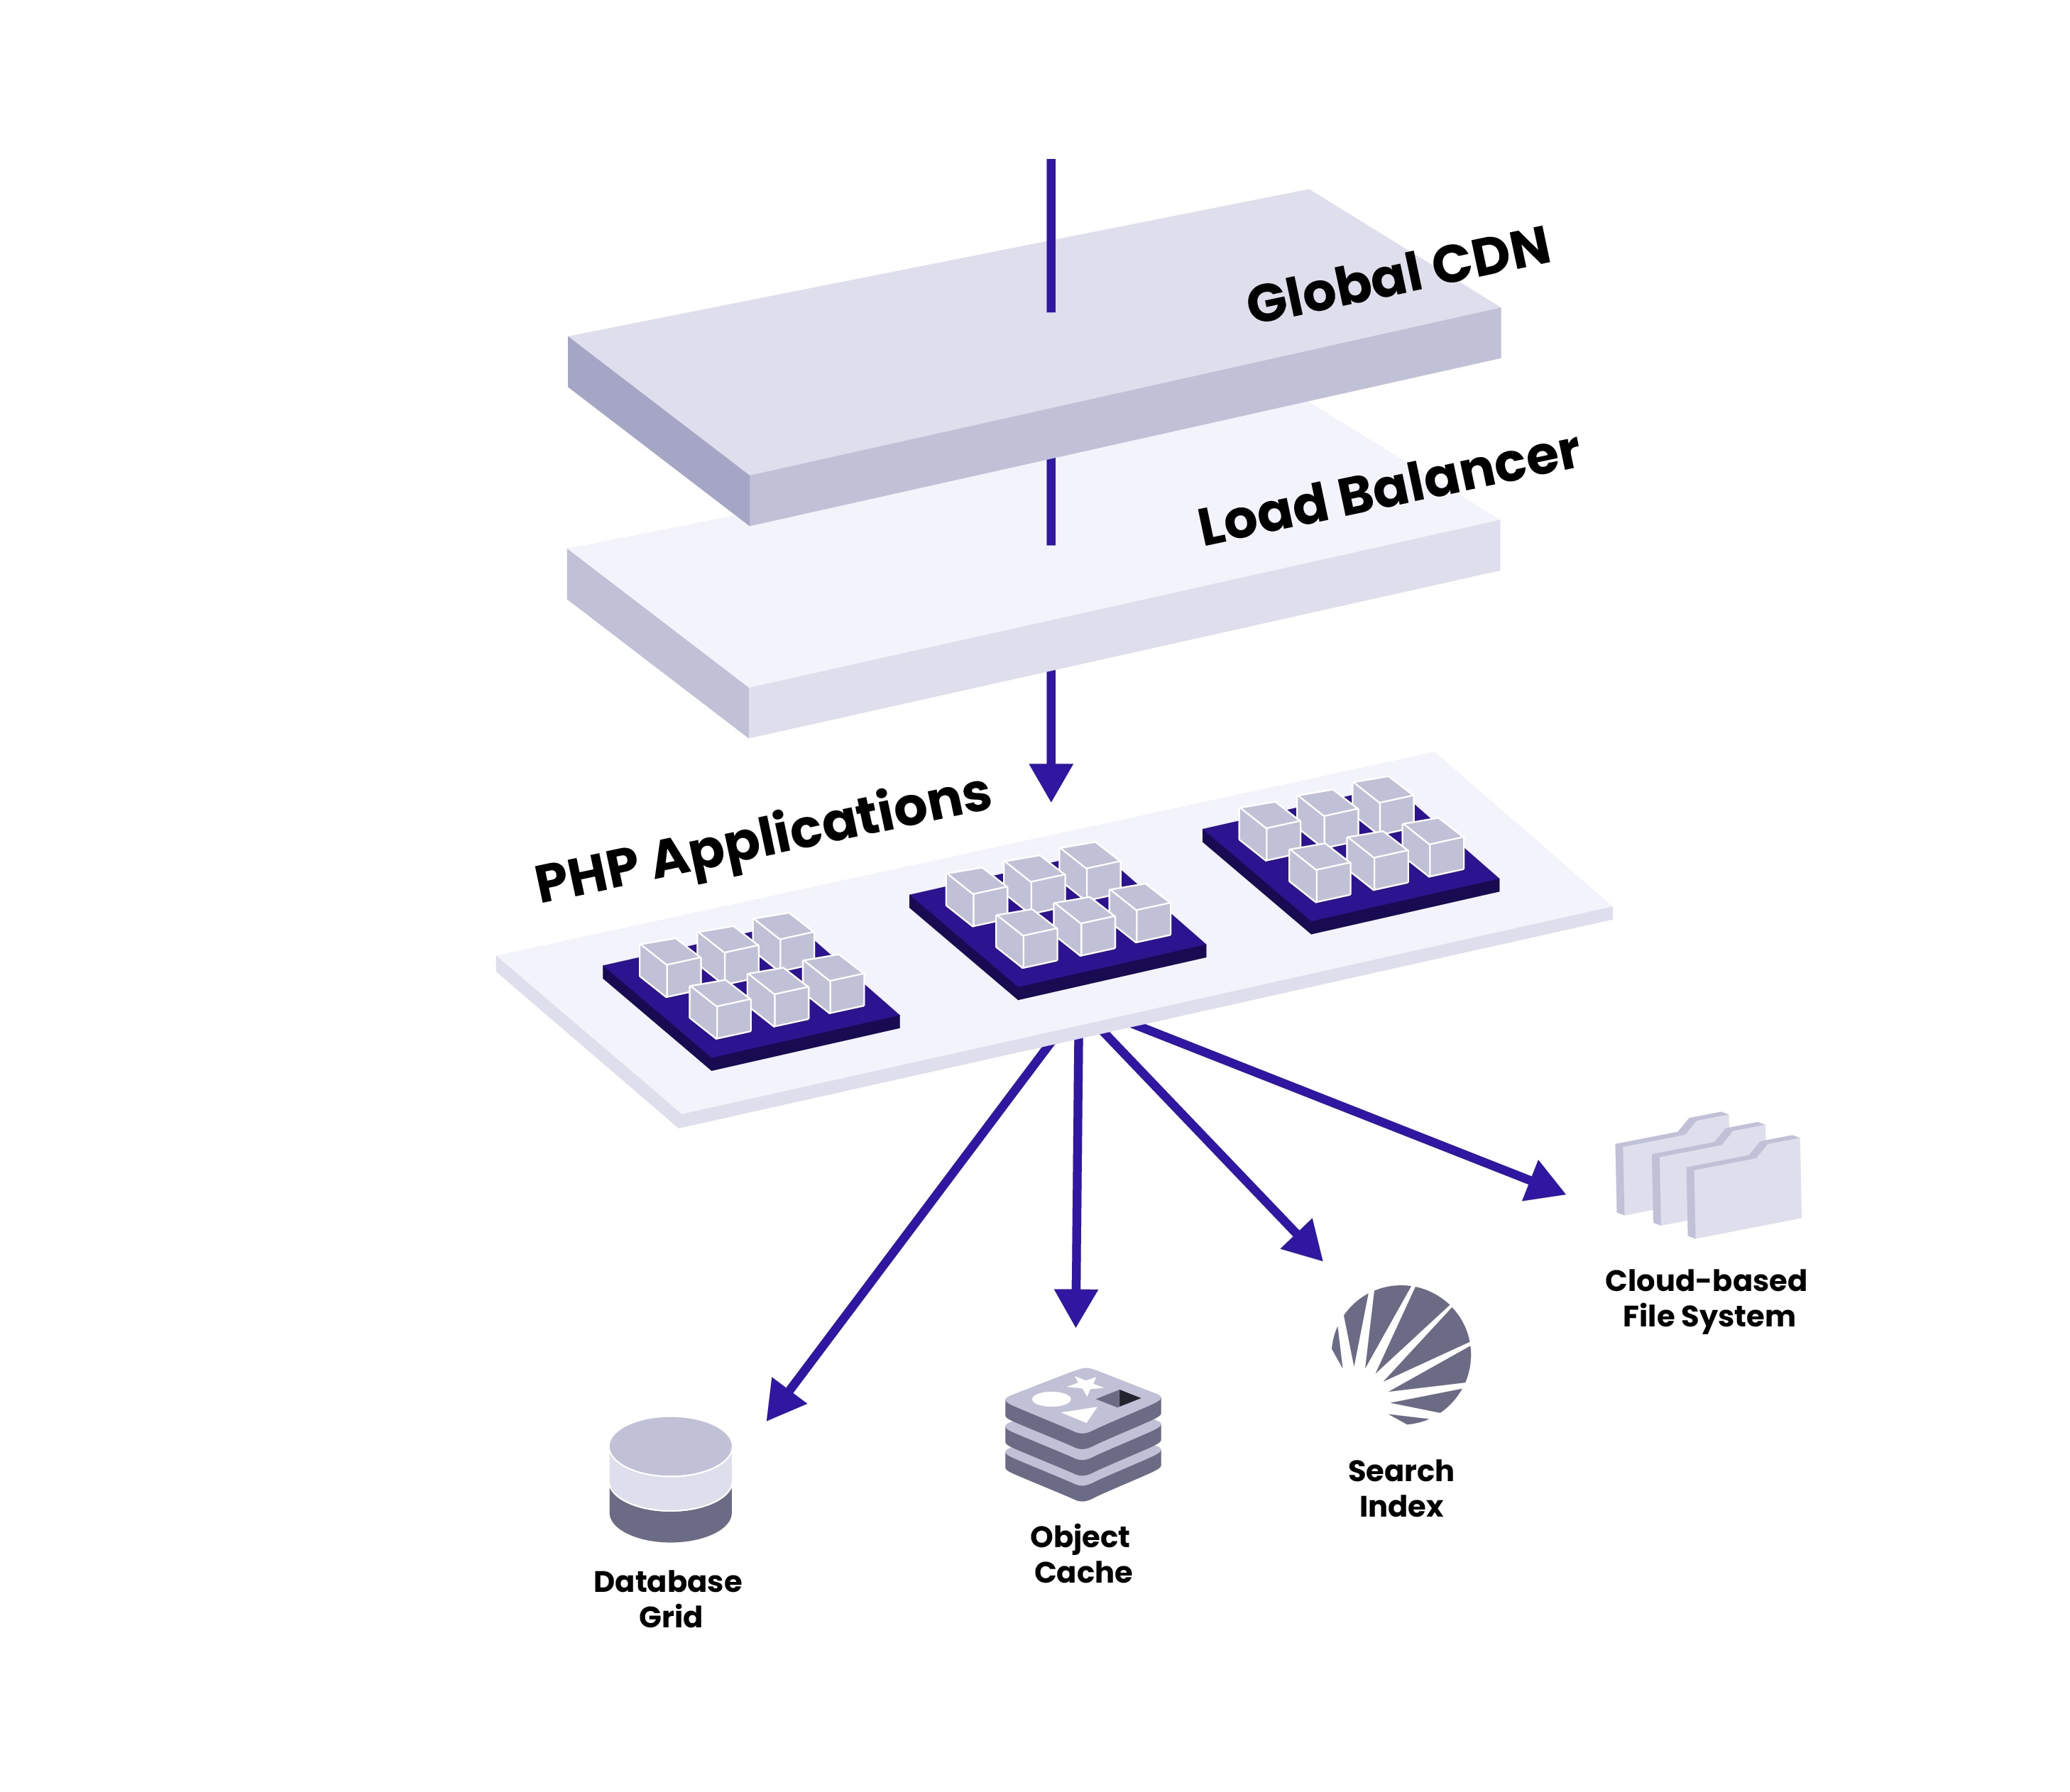 Global CDN
Load Balancer
PHP Applications
Cloud-based
File System
Search
Index
Object
Cache
Database
Grid